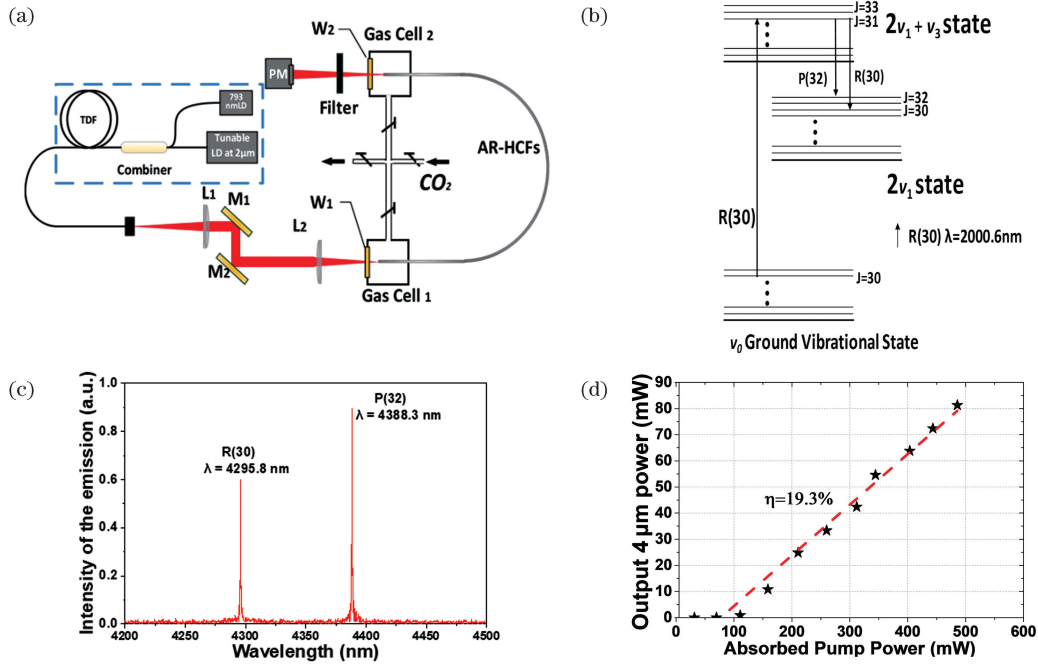 (a)
W2
Gas Cell 2
PM
Filter
793
nmLD
TDF
Tunable
LD at 2μm
Combiner
AR-HCFs
CO2
L1
M1
M2
L2
W1
Gas Cell 1
(b)
J=33
J=31
2v1 + v3 state
P(32)
R(30)
J=32
J=30
2v1 state
R(30)
R(30) λ=2000.6nm
J=30
v0 Ground Vibrational State
(c)
Intensity of the emission (a.u.)
1.0
0.8
0.6
0.4
0.2
0.0
P(32)
λ = 4388.3 nm
R(30)
λ = 4295.8 nm
4200 4250 4300 4350 4400 4450 4500
Wavelength (nm)
(d)
Output 4 μm power (mW)
90
80
70
60
50
40
30
20
10
0
η=19.3%
0 100 200 300 400 500 600
Absorbed Pump Power (mW)